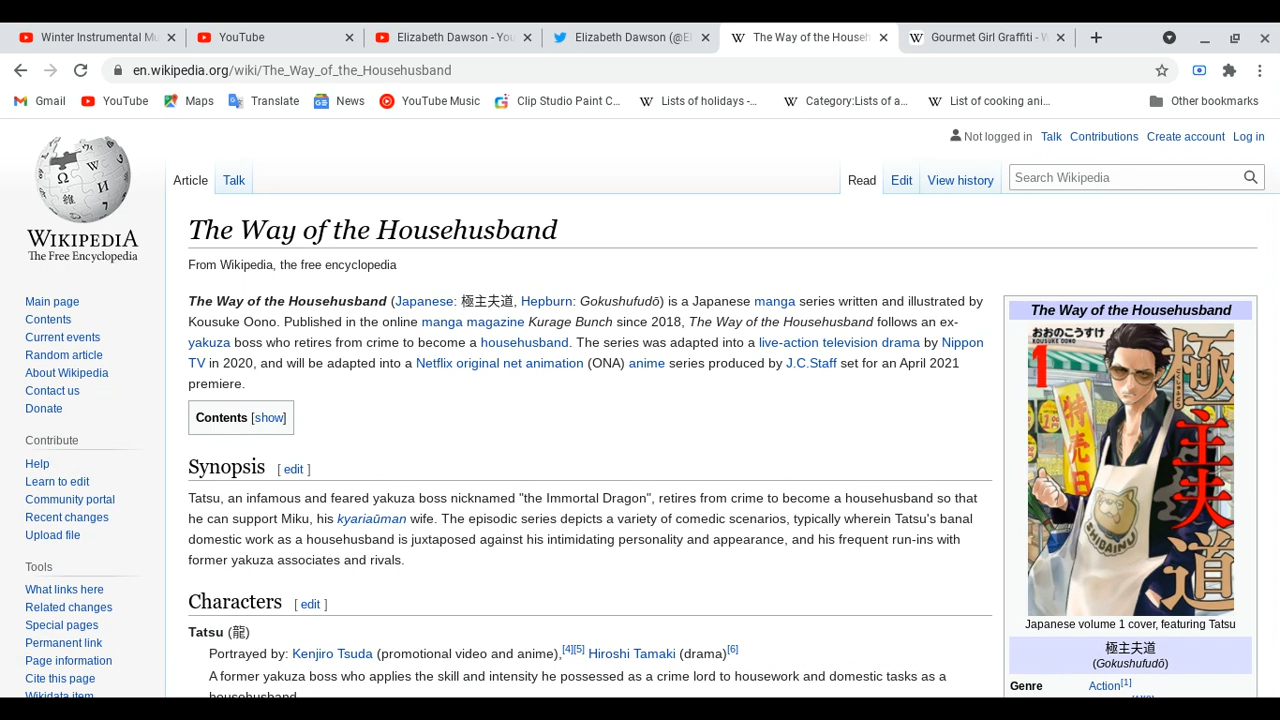 Winter Instrumental Mu
YouTube
Elizabeth Dawson - You
Elizabeth Dawson (@El
The Way of the Househ
Gourmet Girl Graffiti - W
en.wikipedia.org/wiki/The_Way_of_the_Househusband
Gmail
YouTube
Maps
Translate
News
YouTube Music
Clip Studio Paint C...
Lists of holidays -...
Category:Lists of a...
List of cooking ani...
Other bookmarks
Not logged in Talk Contributions Create account Log in
Article Talk
Read Edit View history
Search Wikipedia
WIKIPEDIA
The Free Encyclopedia
Main page
Contents
Current events
Random article
About Wikipedia
Contact us
Donate
Contribute
Help
Learn to edit
Community portal
Recent changes
Upload file
Tools
What links here
Related changes
Special pages
Permanent link
Page information
Cite this page
Wikidata item
The Way of the Househusband
From Wikipedia, the free encyclopedia
The Way of the Househusband (Japanese: 極主夫道, Hepburn: Gokushufudō) is a Japanese manga series written and illustrated by
Kousuke Oono. Published in the online manga magazine Kurage Bunch since 2018, The Way of the Househusband follows an ex-
yakuza boss who retires from crime to become a househusband. The series was adapted into a live-action television drama by Nippon
TV in 2020, and will be adapted into a Netflix original net animation (ONA) anime series produced by J.C.Staff set for an April 2021
premiere.
Contents [show]
Synopsis [ edit ]
Tatsu, an infamous and feared yakuza boss nicknamed "the Immortal Dragon", retires from crime to become a househusband so that
he can support Miku, his kyariaūman wife. The episodic series depicts a variety of comedic scenarios, typically wherein Tatsu's banal
domestic work as a househusband is juxtaposed against his intimidating personality and appearance, and his frequent run-ins with
former yakuza associates and rivals.
Characters [ edit ]
Tatsu (龍)
Portrayed by: Kenjiro Tsuda (promotional video and anime),[4][5] Hiroshi Tamaki (drama)[6]
A former yakuza boss who applies the skill and intensity he possessed as a crime lord to housework and domestic tasks as a
househusband.
The Way of the Househusband
おおのこうすけ
KOUSUKE OONO
1
極主夫道
特売日
SHIBAINU
Japanese volume 1 cover, featuring Tatsu
極主夫道
(Gokushufudō)
Genre Action[1]